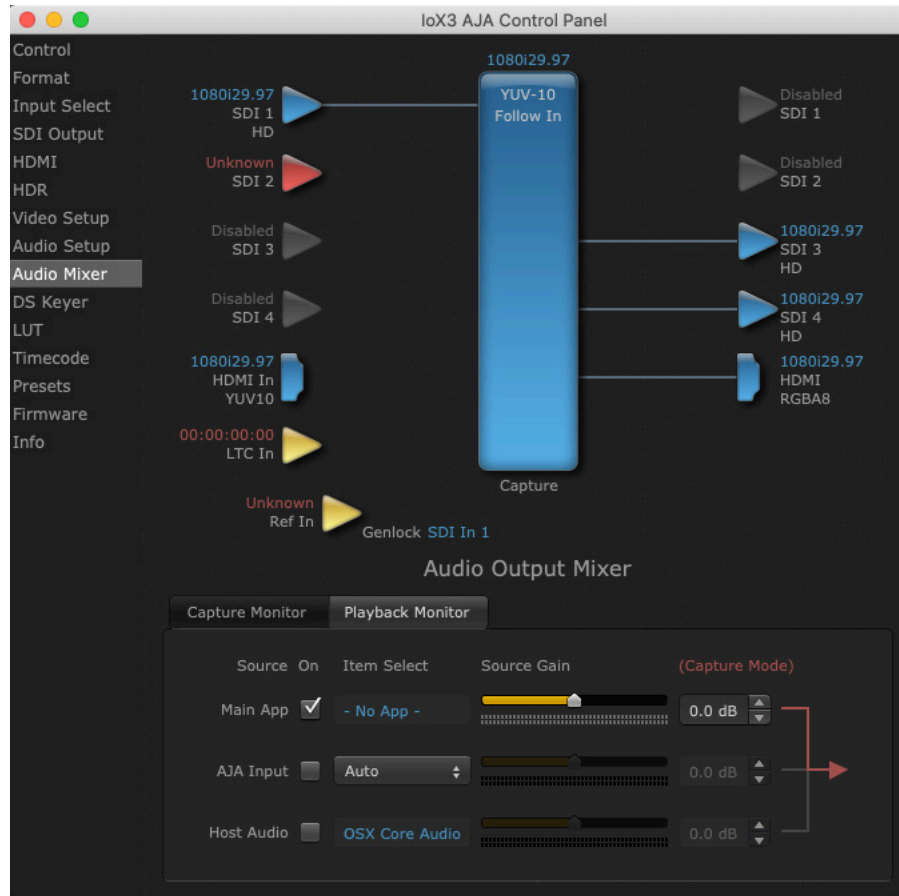 IoX3 AJA Control Panel
Control
Format
Input Select
SDI Output
HDMI
HDR
Video Setup
Audio Setup
Audio Mixer
DS Keyer
LUT
Timecode
Presets
Firmware
Info
1080i29.97
SDI 1
HD
Unknown
SDI 2
Disabled
SDI 3
Disabled
SDI 4
1080i29.97
HDMI In
YUV10
00:00:00:00
LTC In
Unknown
Ref In
Genlock SDI In 1
1080i29.97
YUV-10
Follow In
Capture
Disabled
SDI 1
Disabled
SDI 2
1080i29.97
SDI 3
HD
1080i29.97
SDI 4
HD
1080i29.97
HDMI
RGBA8
Audio Output Mixer
Capture Monitor Playback Monitor
Source On Item Select Source Gain (Capture Mode)
Main App - No App - 0.0 dB
AJA Input Auto 0.0 dB
Host Audio OSX Core Audio 0.0 dB